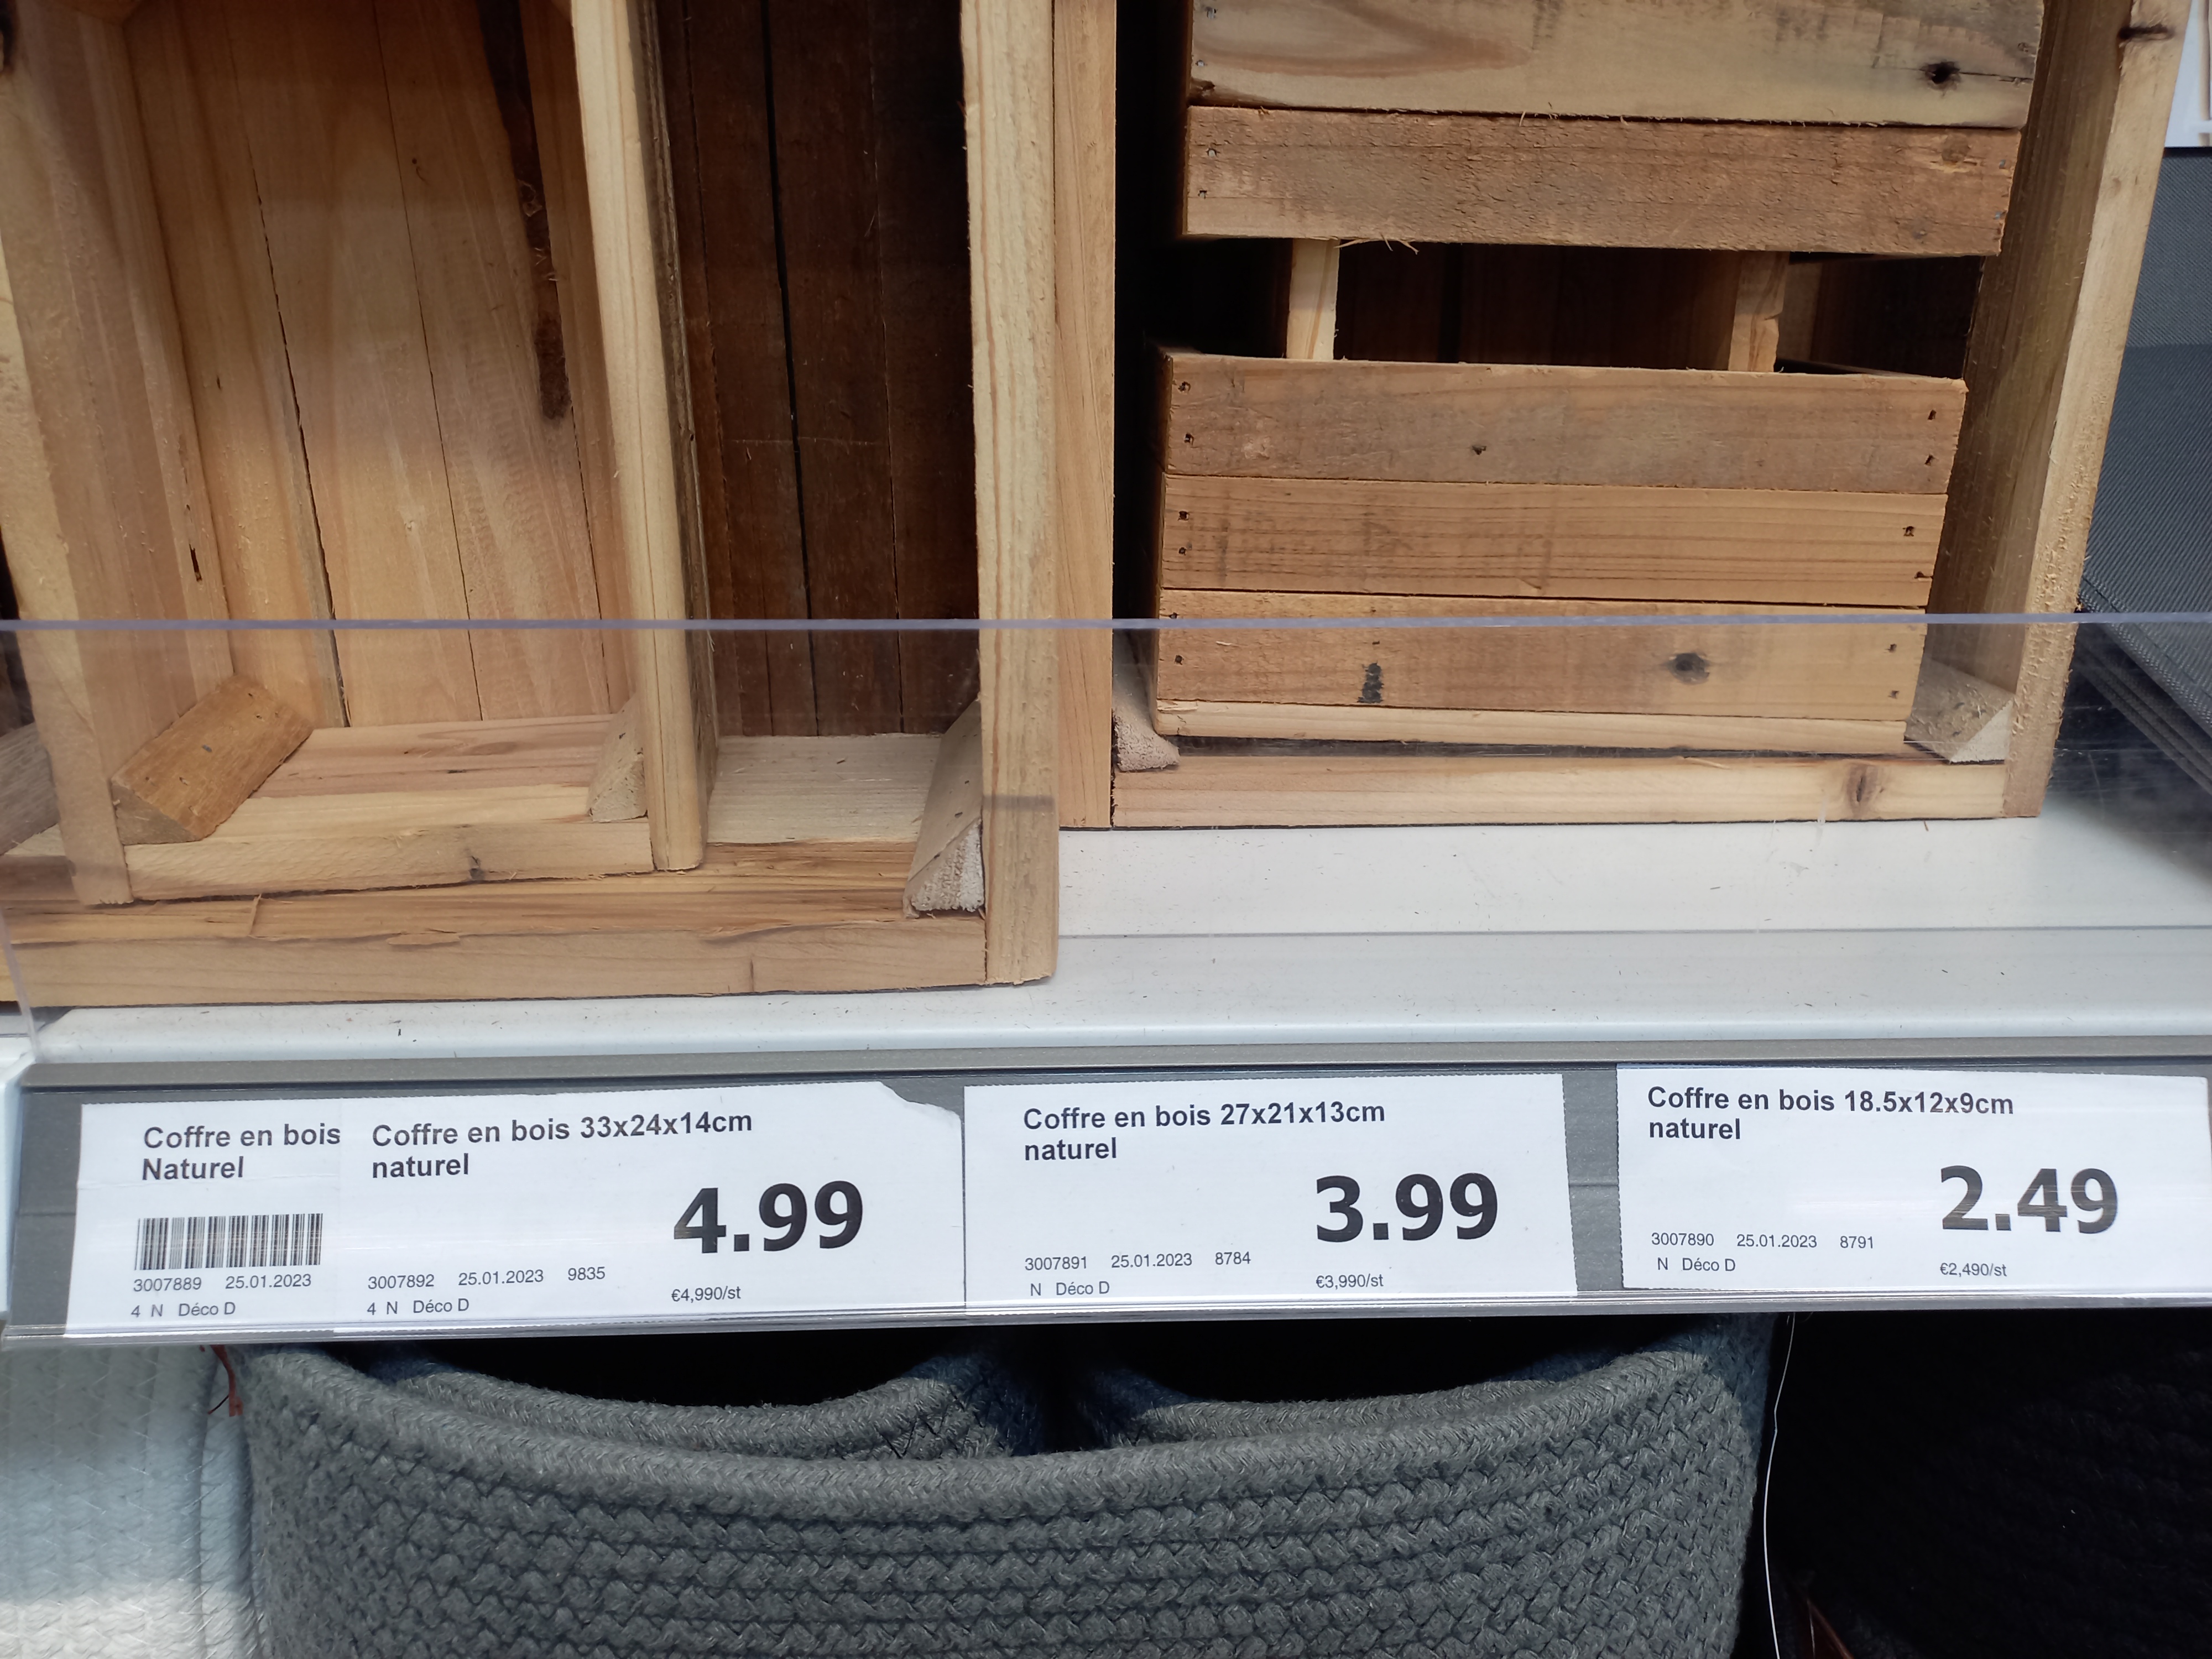 Coffre en bois
Naturel
3007889 25.01.2023
4 N Déco D
Coffre en bois 33x24x14cm
naturel
4.99
3007892 25.01.2023 9835
4 N Déco D
€4,990/st
Coffre en bois 27x21x13cm
naturel
3.99
3007891 25.01.2023 8784
N Déco D
€3,990/st
Coffre en bois 18.5x12x9cm
naturel
2.49
3007890 25.01.2023 8791
N Déco D
€2,490/st